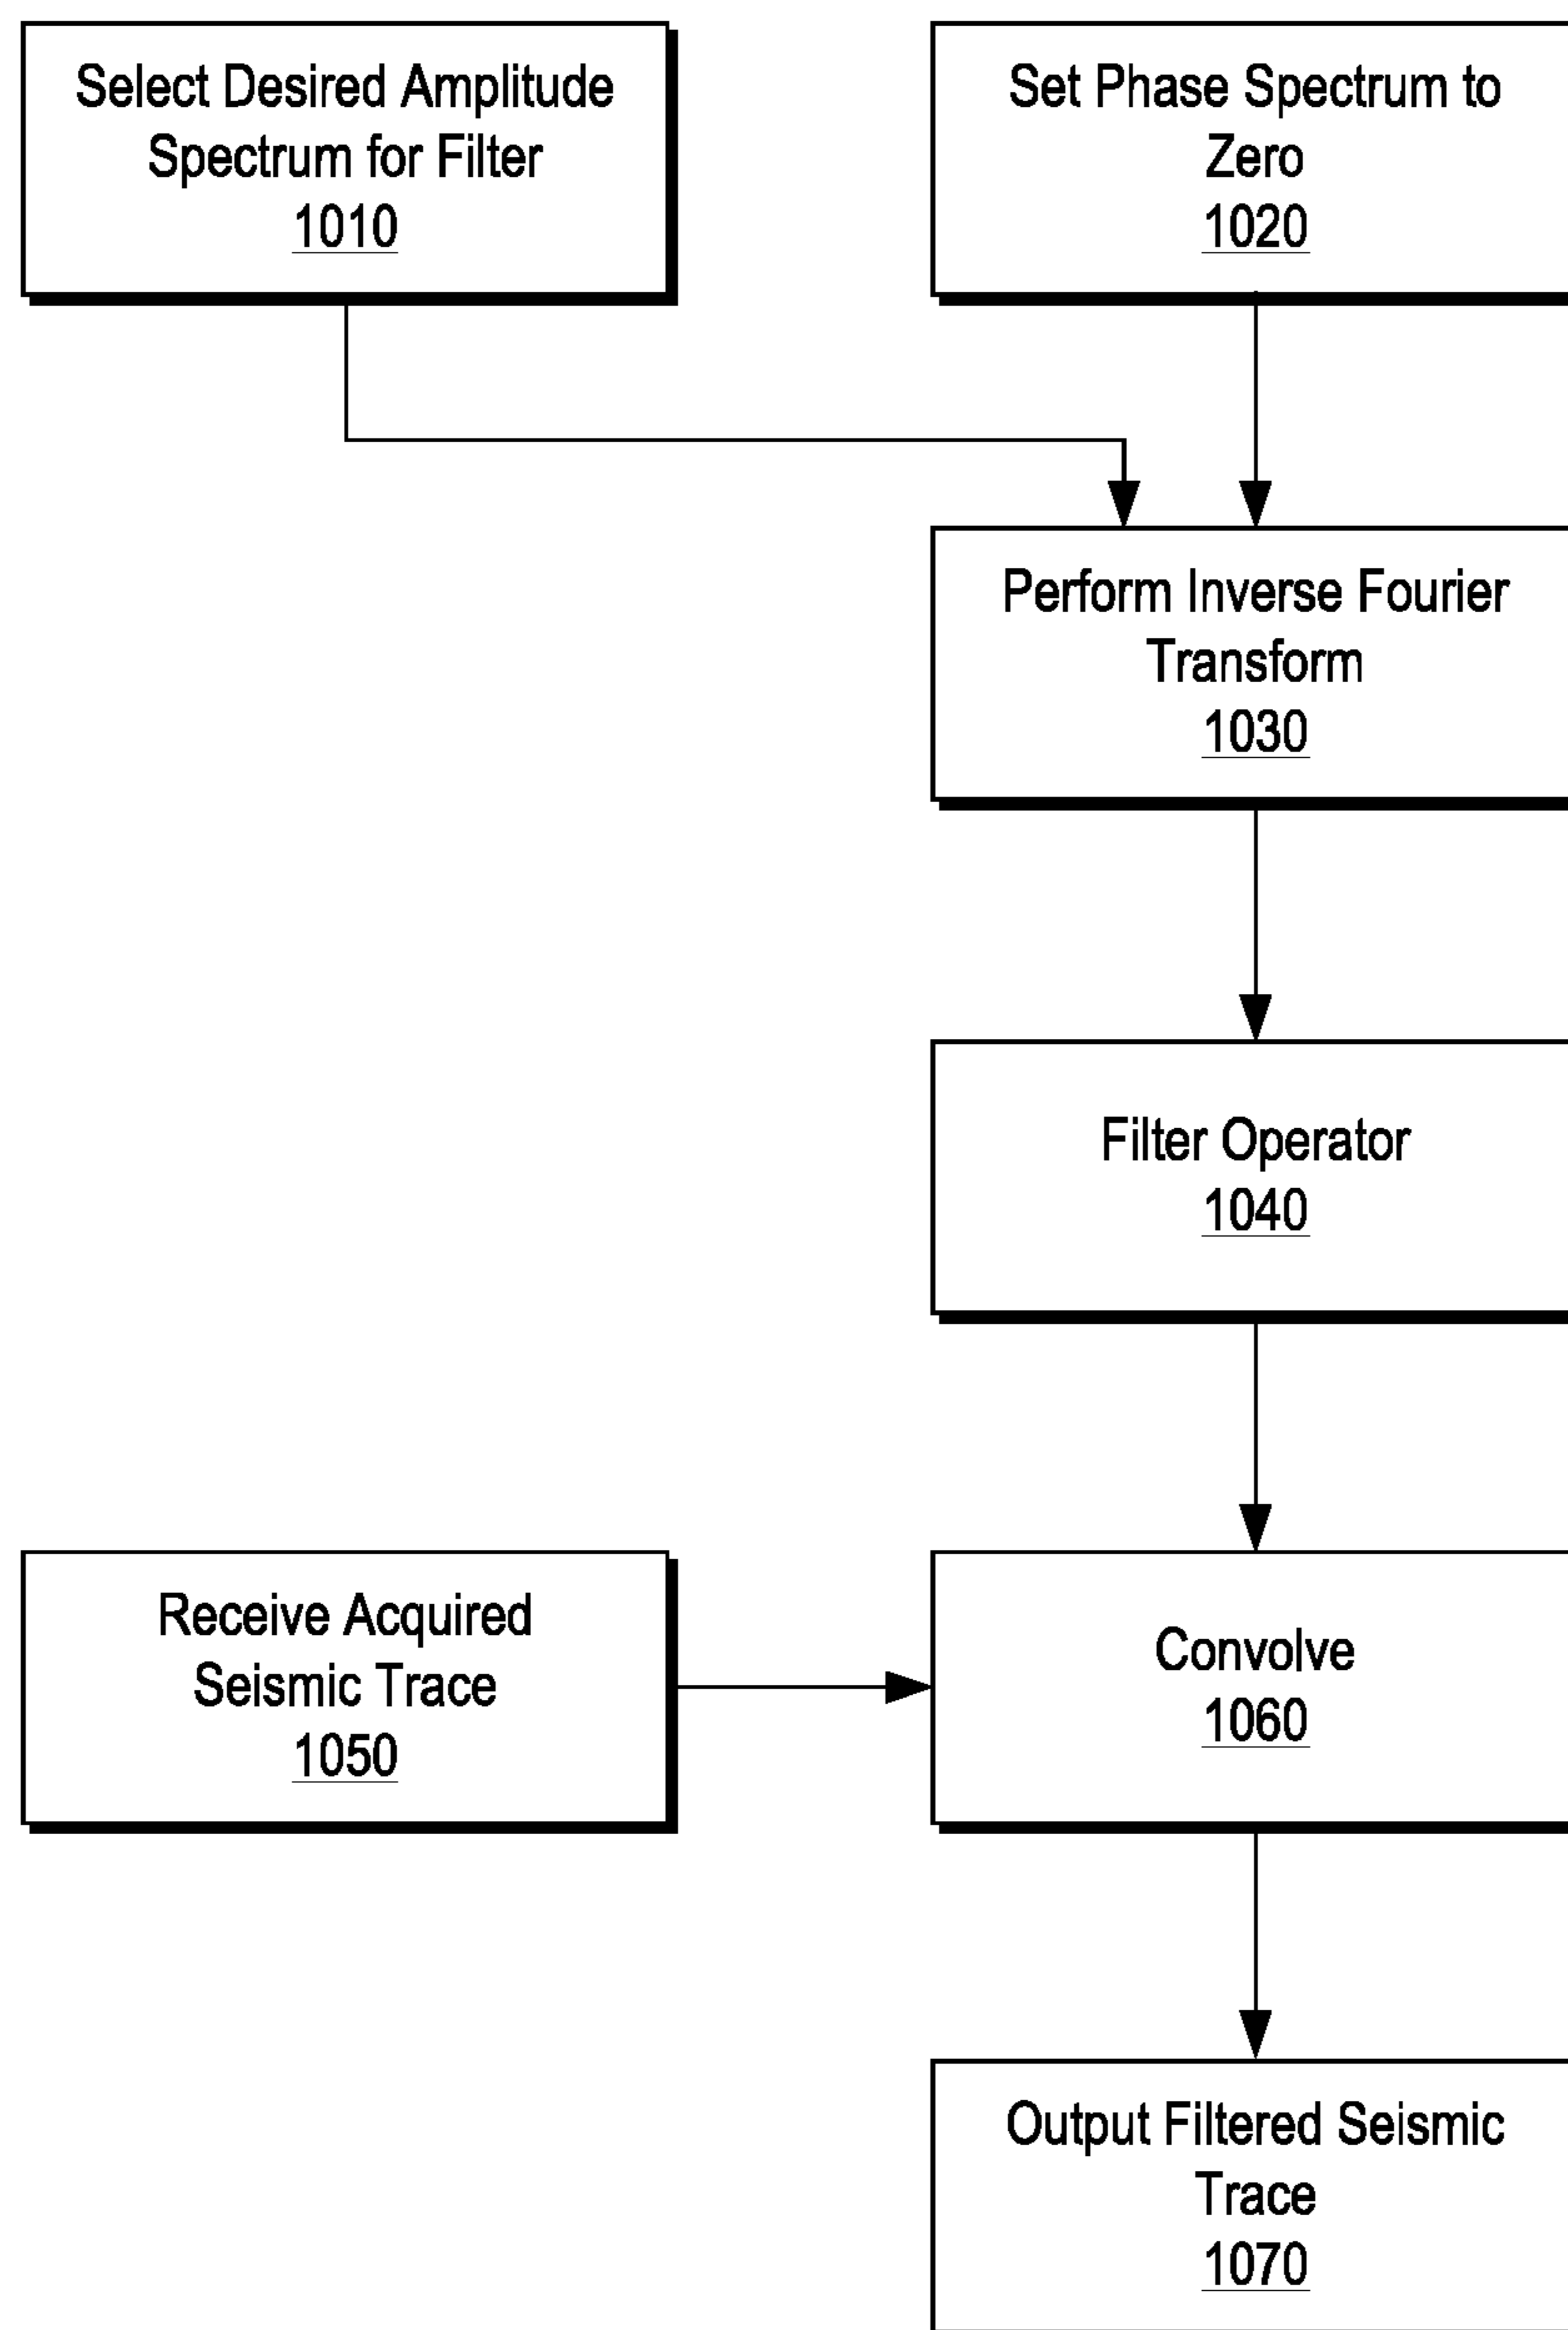 Select Desired Amplitude
Spectrum for Filter
1010
Set Phase Spectrum to
Zero
1020
Perform Inverse Fourier
Transform
1030
Filter Operator
1040
Receive Acquired
Seismic Trace
1050
Convolve
1060
Output Filtered Seismic
Trace
1070